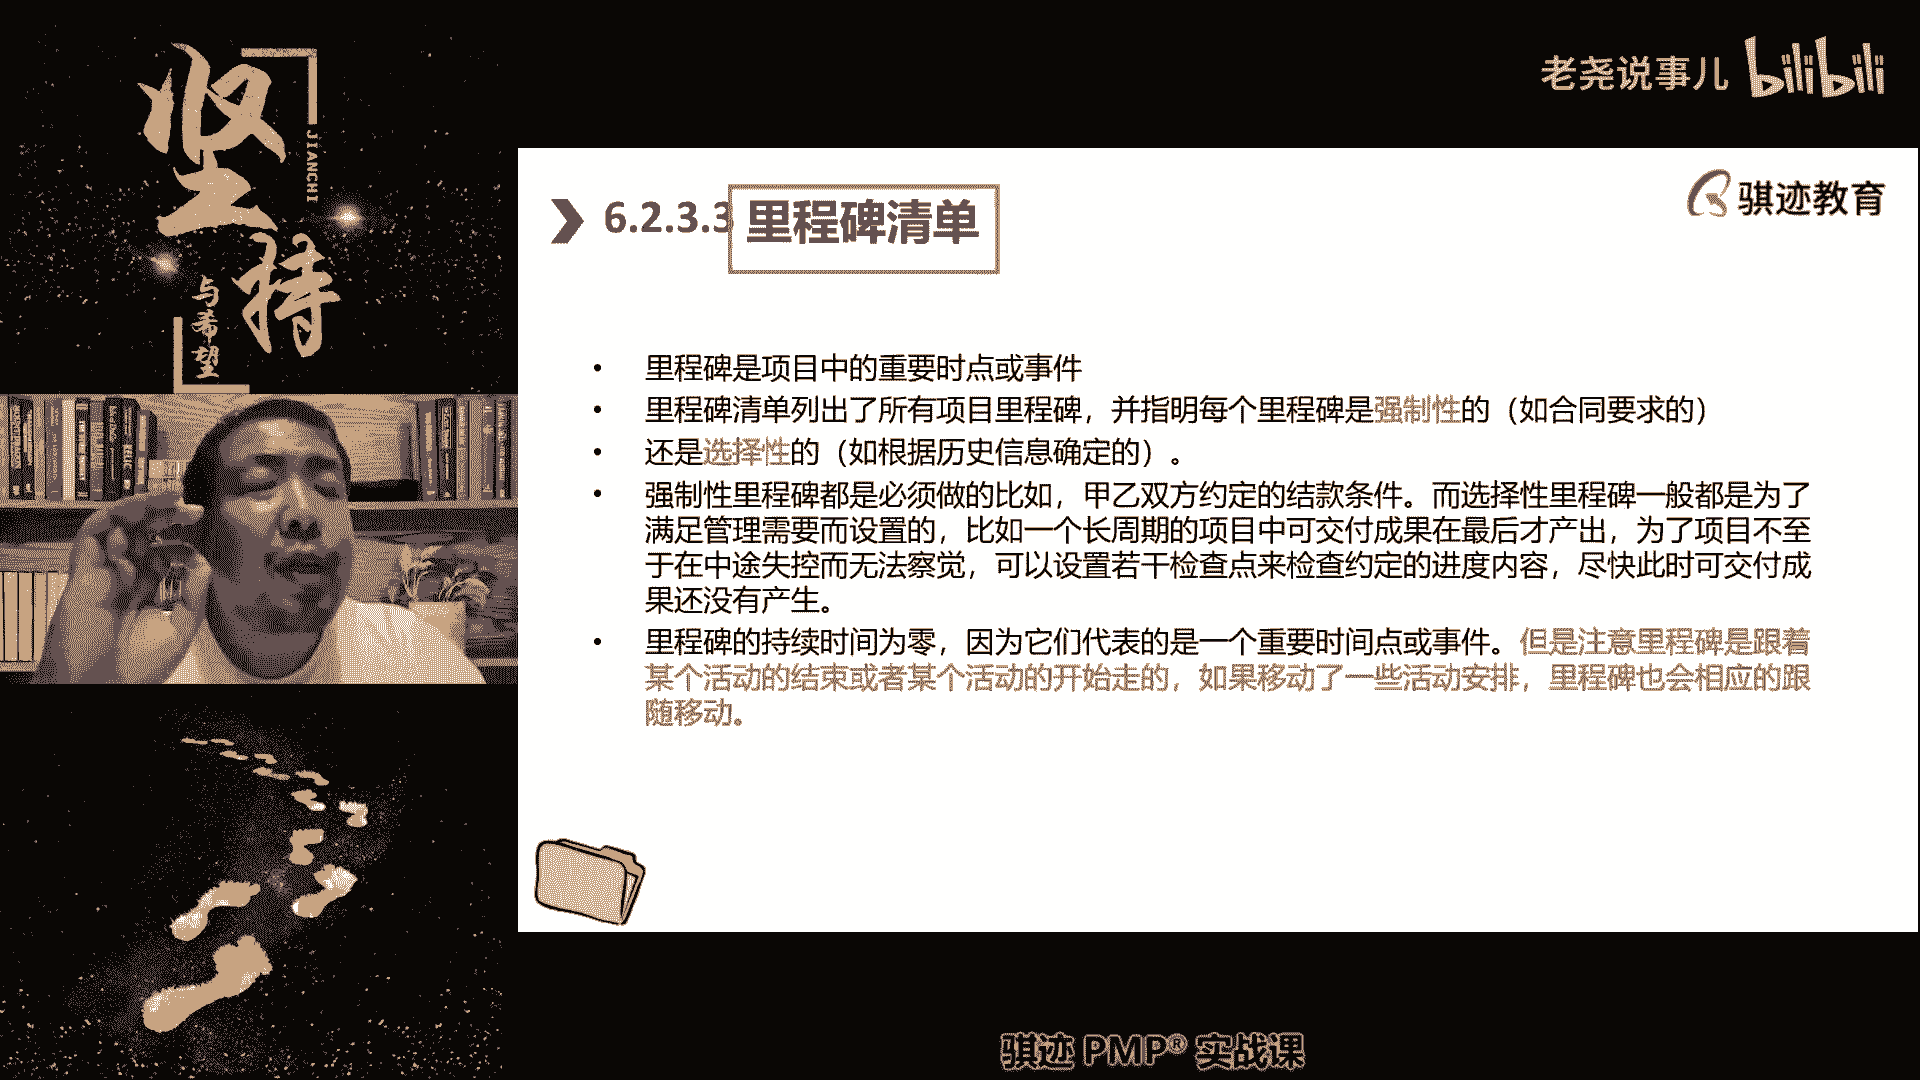 坚持
JIANCHI
与希望
老尧说事儿 bilibili
骐迹教育
6.2.3.3 里程碑清单
• 里程碑是项目中的重要时点或事件
• 里程碑清单列出了所有项目里程碑，并指明每个里程碑是强制性的（如合同要求的）
• 还是选择性的（如根据历史信息确定的）。
• 强制性里程碑都是必须做的比如，甲乙双方约定的结款条件。而选择性里程碑一般都是为了
满足管理需要而设置的，比如一个长周期的项目中可交付成果在最后才产出，为了项目不至
于在中途失控而无法察觉，可以设置若干检查点来检查约定的进度内容，尽快此时可交付成
果还没有产生。
• 里程碑的持续时间为零，因为它们代表的是一个重要时间点或事件。但是注意里程碑是跟着
某个活动的结束或者某个活动的开始走的，如果移动了一些活动安排，里程碑也会相应的跟
随移动。
骐迹 PMP® 实战课